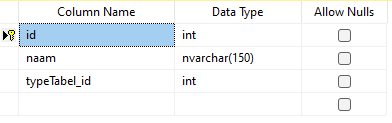 Column Name Data Type Allow Nulls
id int
naam nvarchar(150)
typeTabel_id int